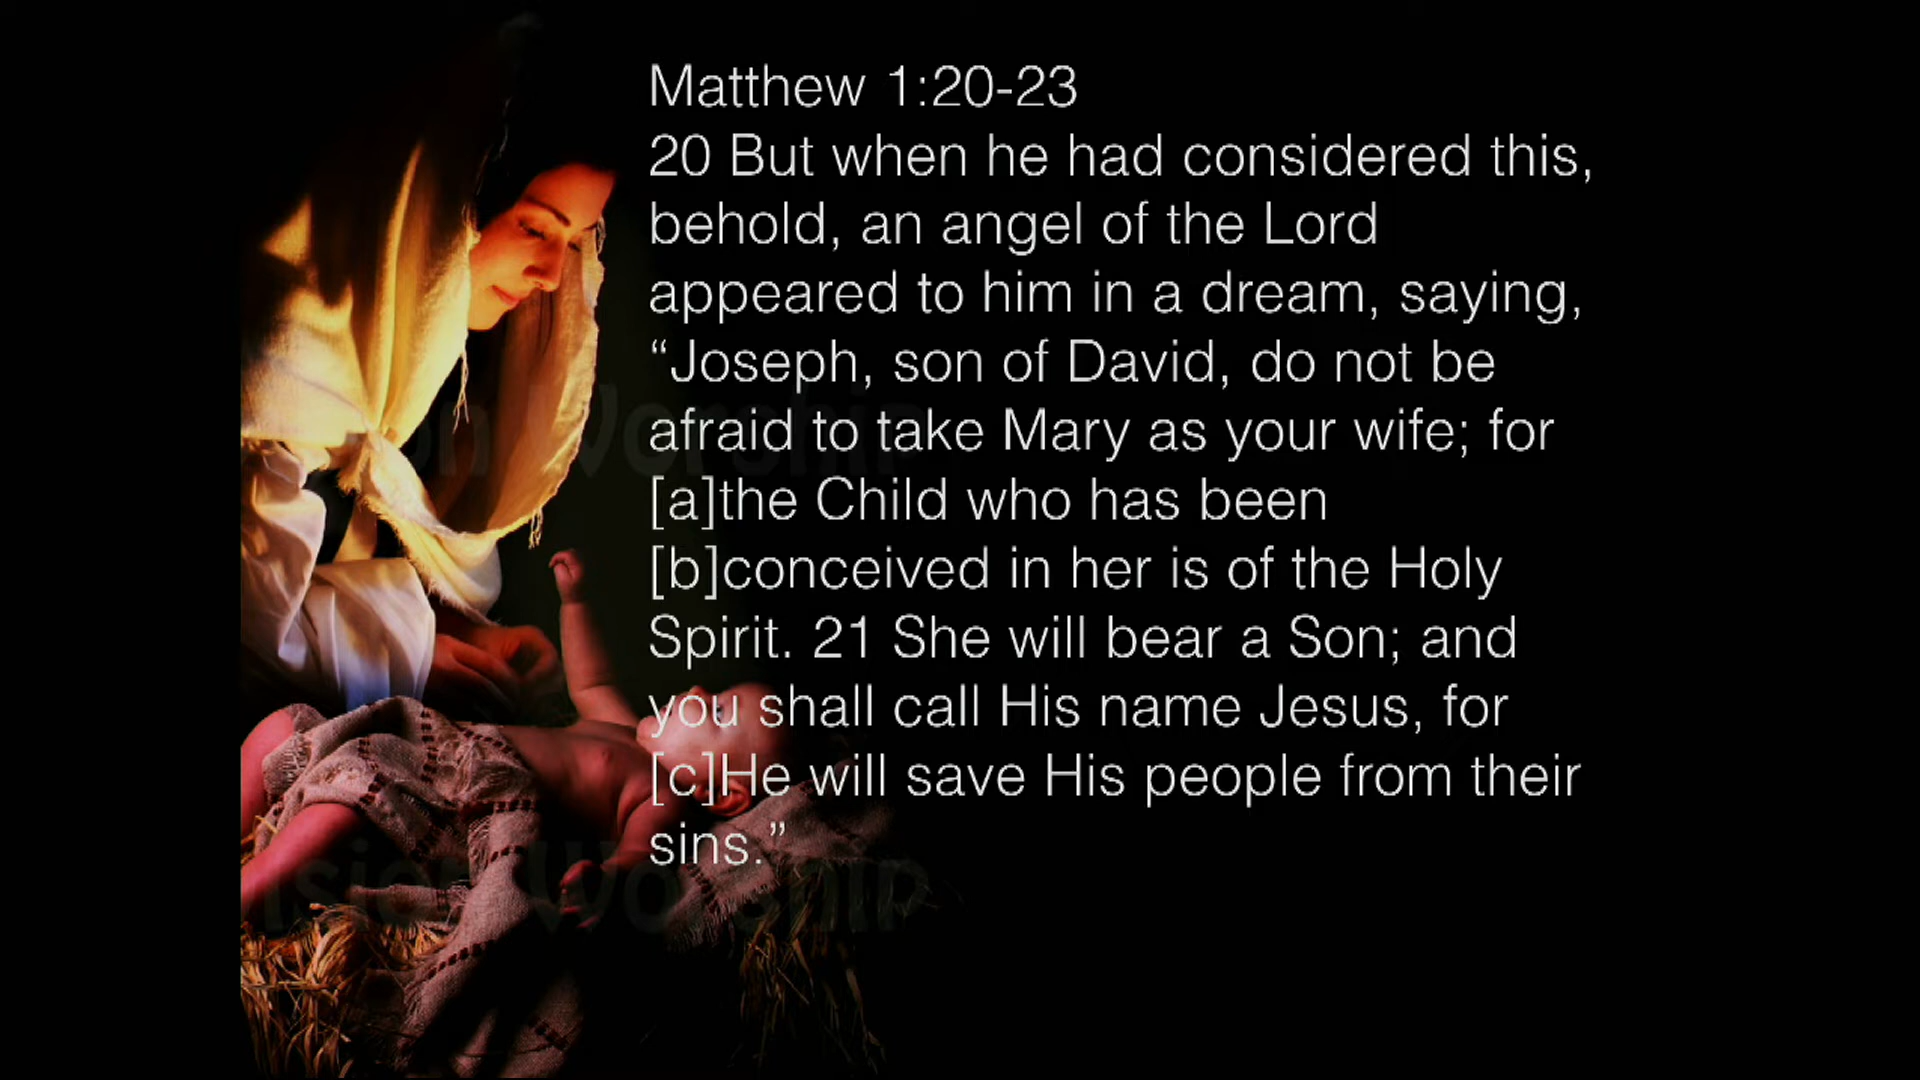 Matthew 1:20-23
20 But when he had considered this,
behold, an angel of the Lord
appeared to him in a dream, saying,
“Joseph, son of David, do not be
afraid to take Mary as your wife; for
[a]the Child who has been
[b]conceived in her is of the Holy
Spirit. 21 She will bear a Son; and
you shall call His name Jesus, for
[c]He will save His people from their
sins.”
Worship
Worship